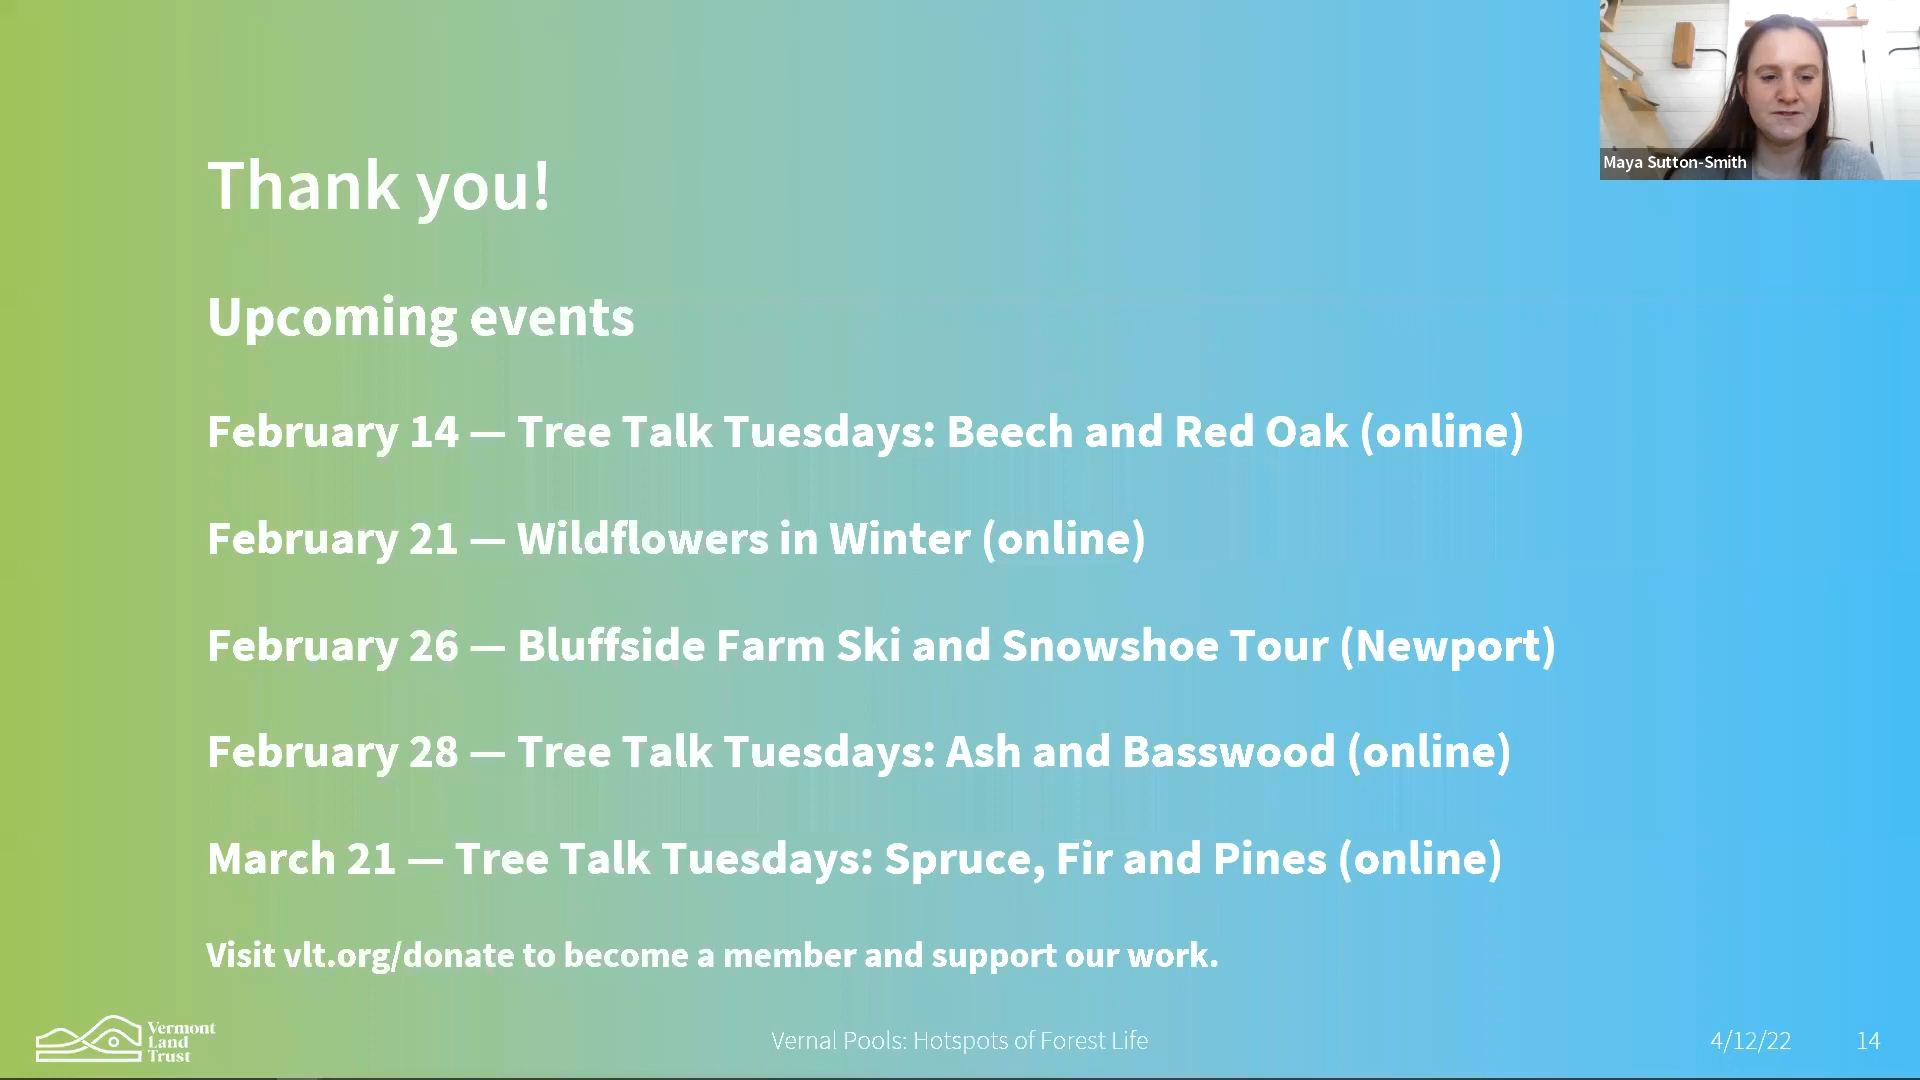 Maya Sutton-Smith
Thank you!
Upcoming events
February 14 — Tree Talk Tuesdays: Beech and Red Oak (online)
February 21 — Wildflowers in Winter (online)
February 26 — Bluffside Farm Ski and Snowshoe Tour (Newport)
February 28 — Tree Talk Tuesdays: Ash and Basswood (online)
March 21 — Tree Talk Tuesdays: Spruce, Fir and Pines (online)
Visit vlt.org/donate to become a member and support our work.
Vermont
Land
Trust
Vernal Pools: Hotspots of Forest Life
4/12/22
14